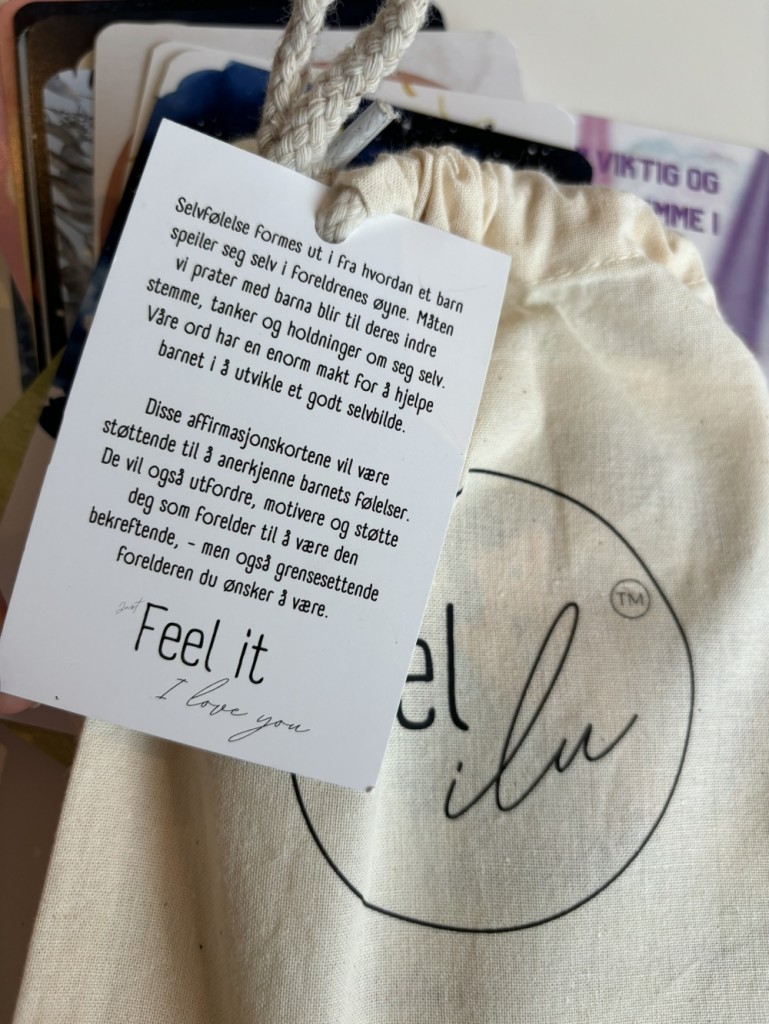 VIKTIG OG
Selvfølelse formes ut i fra hvordan et barn
speiler seg selv i foreldrenes øyne. Måten
vi prater med barna blir til deres indre
stemme, tanker og holdninger om seg selv.
Våre ord har en enorm makt for å hjelpe
barnet i å utvikle et godt selvbilde.
Disse affirmasjonskortene vil være
støttende til å anerkjenne barnets følelser.
De vil også utfordre, motivere og støtte
deg som forelder til å være den
bekreftende, - men også grensesettende
forelderen du ønsker å være.
Just
Feel it
I love you
TM
el
ilu